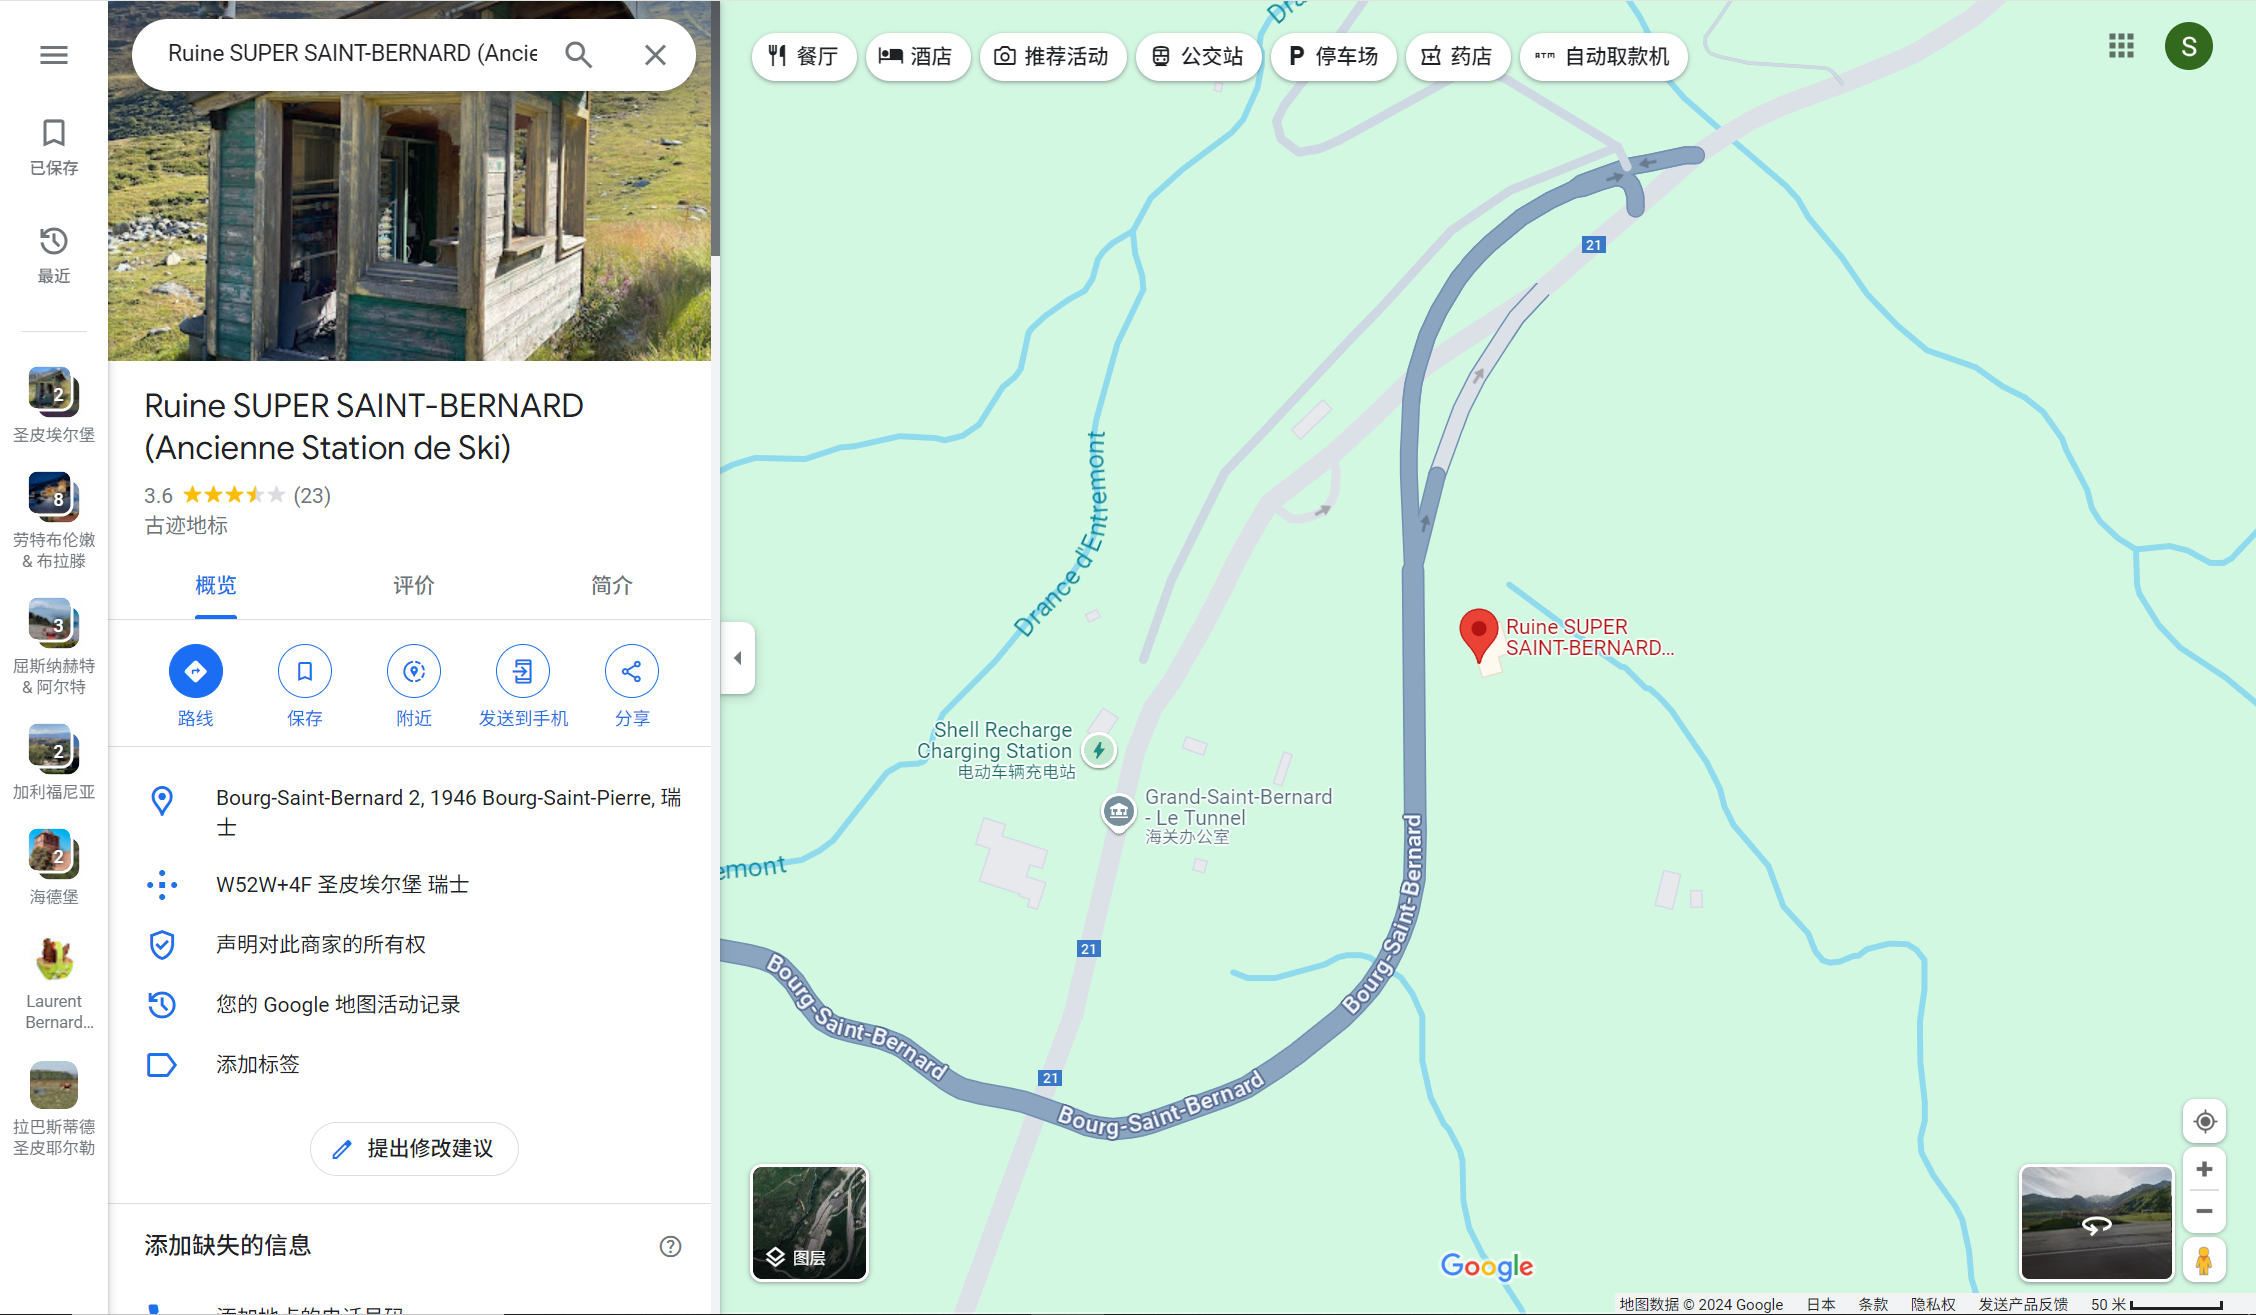 Ruine SUPER SAINT-BERNARD (Ancie
已保存
最近
2
圣皮埃尔堡
8
劳特布伦嫩
& 布拉滕
3
屈斯纳赫特
& 阿尔特
2
加利福尼亚
2
海德堡
Laurent
Bernard...
拉巴斯蒂德
圣皮耶尔勒
Ruine SUPER SAINT-BERNARD
(Ancienne Station de Ski)
3.6
(23)
古迹地标
概览
评价
简介
路线
保存
附近
发送到手机
分享
Bourg-Saint-Bernard 2, 1946 Bourg-Saint-Pierre, 瑞
士
W52W+4F 圣皮埃尔堡 瑞士
声明对此商家的所有权
您的 Google 地图活动记录
添加标签
提出修改建议
添加缺失的信息
添加地点的电话号码
餐厅
酒店
推荐活动
公交站
P 停车场
药店
ATM 自动取款机
S
21
Drance d'Entremont
Ruine SUPER
SAINT-BERNARD...
Shell Recharge
Charging Station
电动车辆充电站
Grand-Saint-Bernard
- Le Tunnel
海关办公室
21
21
Bourg-Saint-Bernard
Bourg-Saint-Bernard
Bourg-Saint-Bernard
Bourg-Saint-Bernard
图层
Google
地图数据 © 2024 Google
日本
条款
隐私权
发送产品反馈
50 米